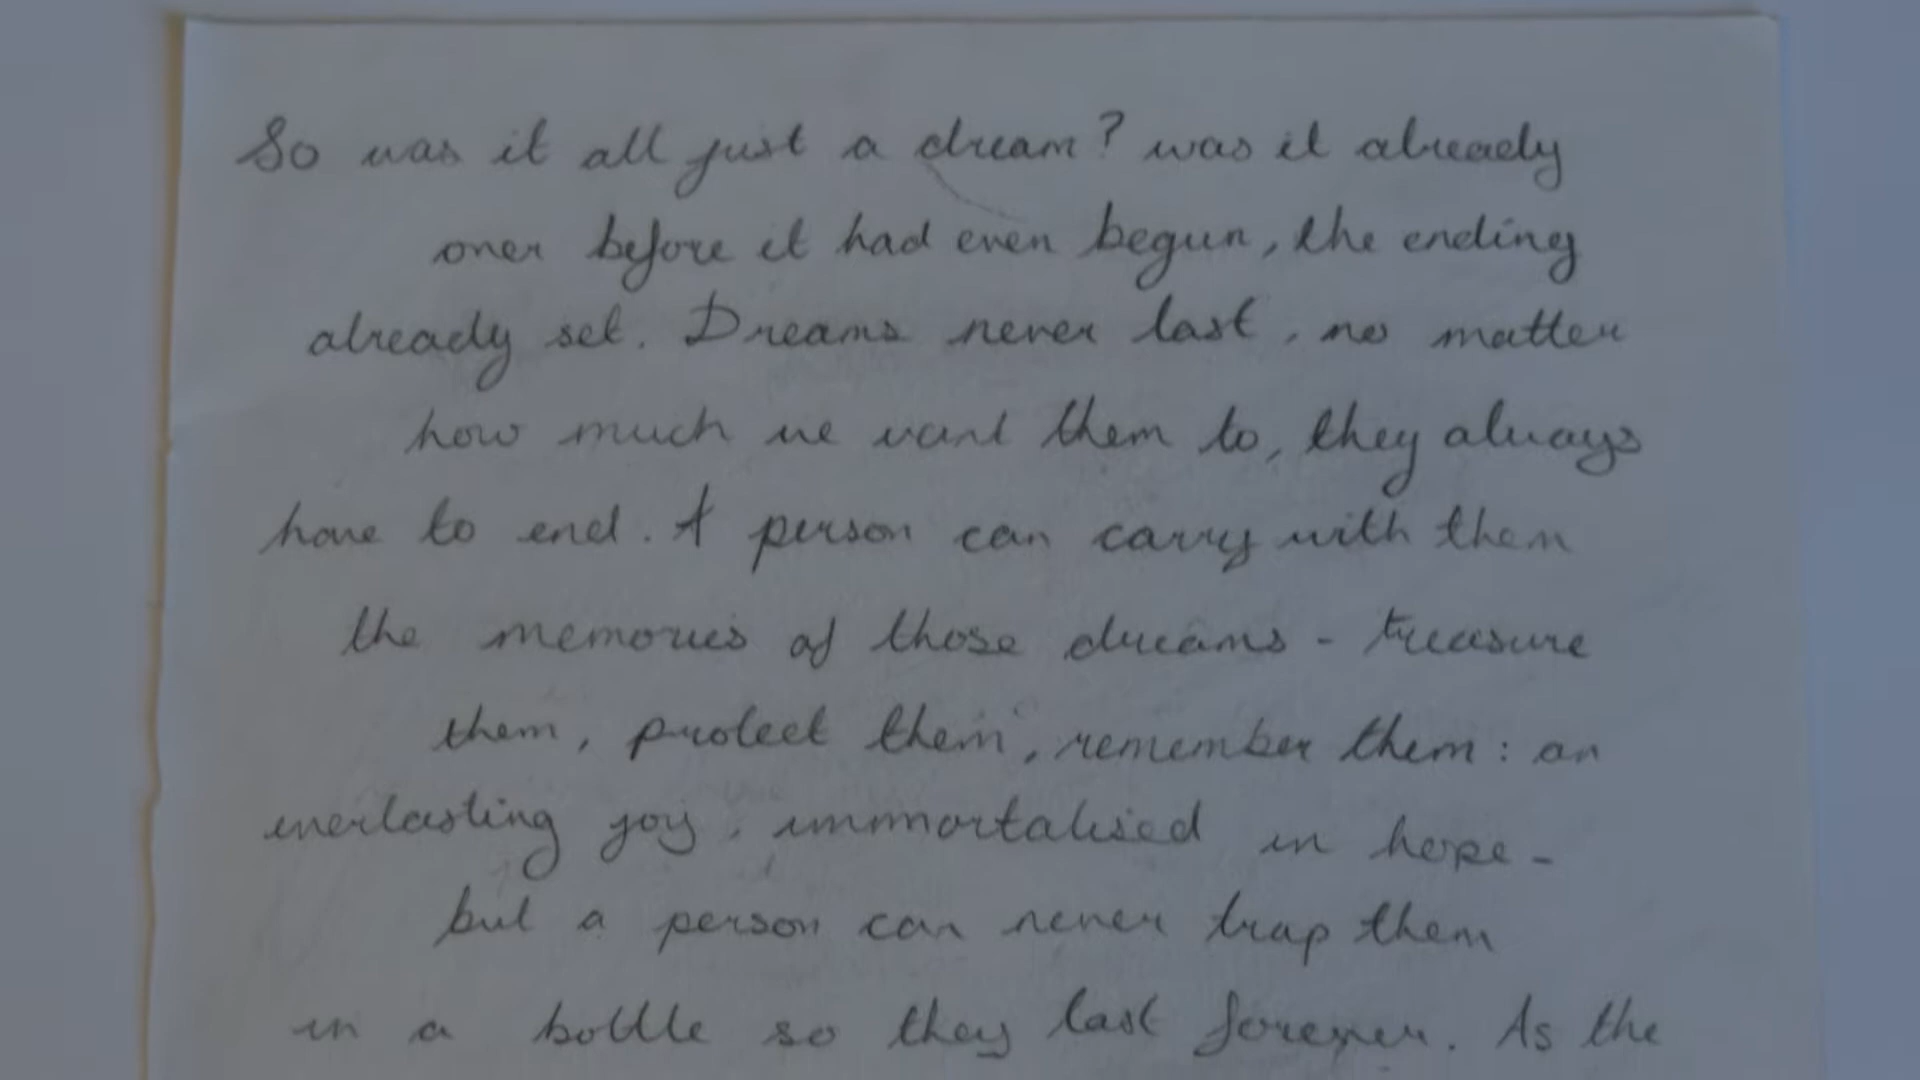 So was it all just a dream? was it already
over before it had even begun, the ending
already set. Dreams never last, no matter
how much we want them to, they always
have to end. A person can carry with them
the memories of those dreams - treasure
them, protect them, remember them: an
everlasting joy, immortalised in hope -
but a person can never trap them
in a bottle so they last forever. As the